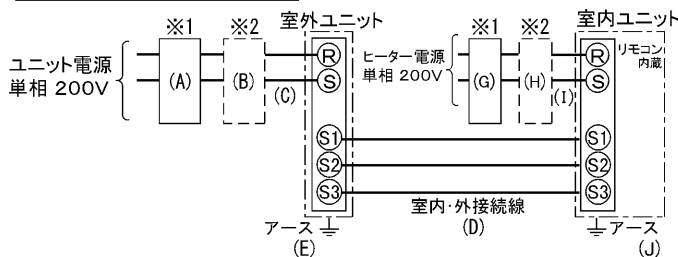 ※1
※2
室外ユニット
ユニット電源
単相 200V
(A)
(B)
(C)
R
S
S1
S2
S3
アース
(E)
※1
※2
室内ユニット
ヒーター電源
単相 200V
(G)
(H)
(I)
R
S
リモコン
内蔵
S1
S2
S3
室内・外接続線
(D)
アース
(J)